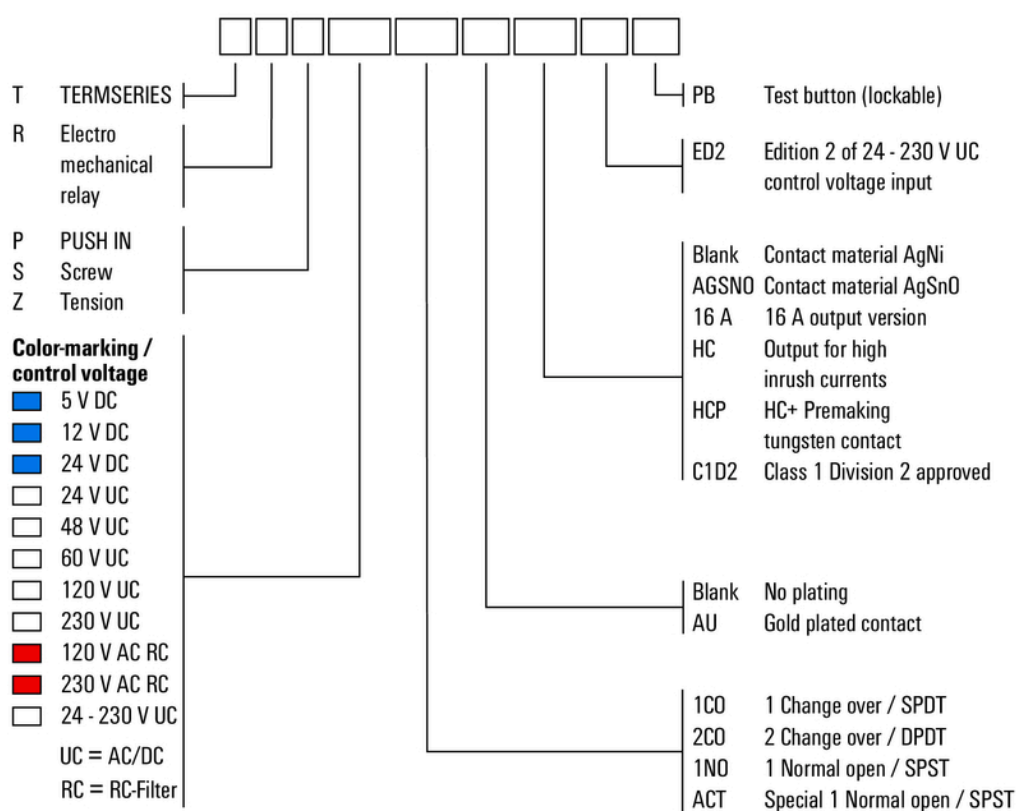 T TERMSERIES
R Electro
mechanical
relay
P PUSH IN
S Screw
Z Tension
Color-marking /
control voltage
5 V DC
12 V DC
24 V DC
24 V UC
48 V UC
60 V UC
120 V UC
230 V UC
120 V AC RC
230 V AC RC
24 - 230 V UC
UC = AC/DC
RC = RC-Filter
PB Test button (lockable)
ED2 Edition 2 of 24 - 230 V UC
control voltage input
Blank Contact material AgNi
AGSNO Contact material AgSnO
16 A 16 A output version
HC Output for high
inrush currents
HCP HC+ Premaking
tungsten contact
C1D2 Class 1 Division 2 approved
Blank No plating
AU Gold plated contact
1CO 1 Change over / SPDT
2CO 2 Change over / DPDT
1NO 1 Normal open / SPST
ACT Special 1 Normal open / SPST